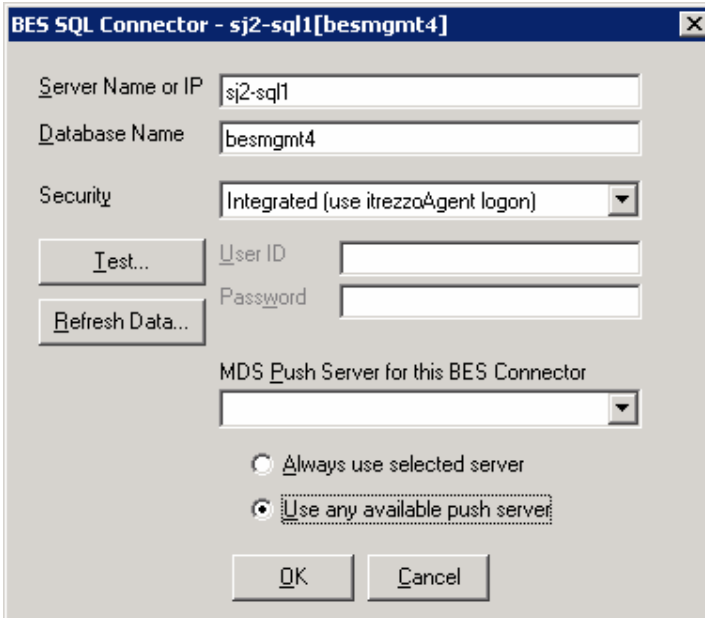 BES SQL Connector - sj2-sql1[besmgmt4]
Server Name or IP sj2-sql1
Database Name besmgmt4
Security Integrated (use itrezzoAgent logon)
Test... User ID
Password
Refresh Data...
MDS Push Server for this BES Connector
Always use selected server
Use any available push server
OK Cancel